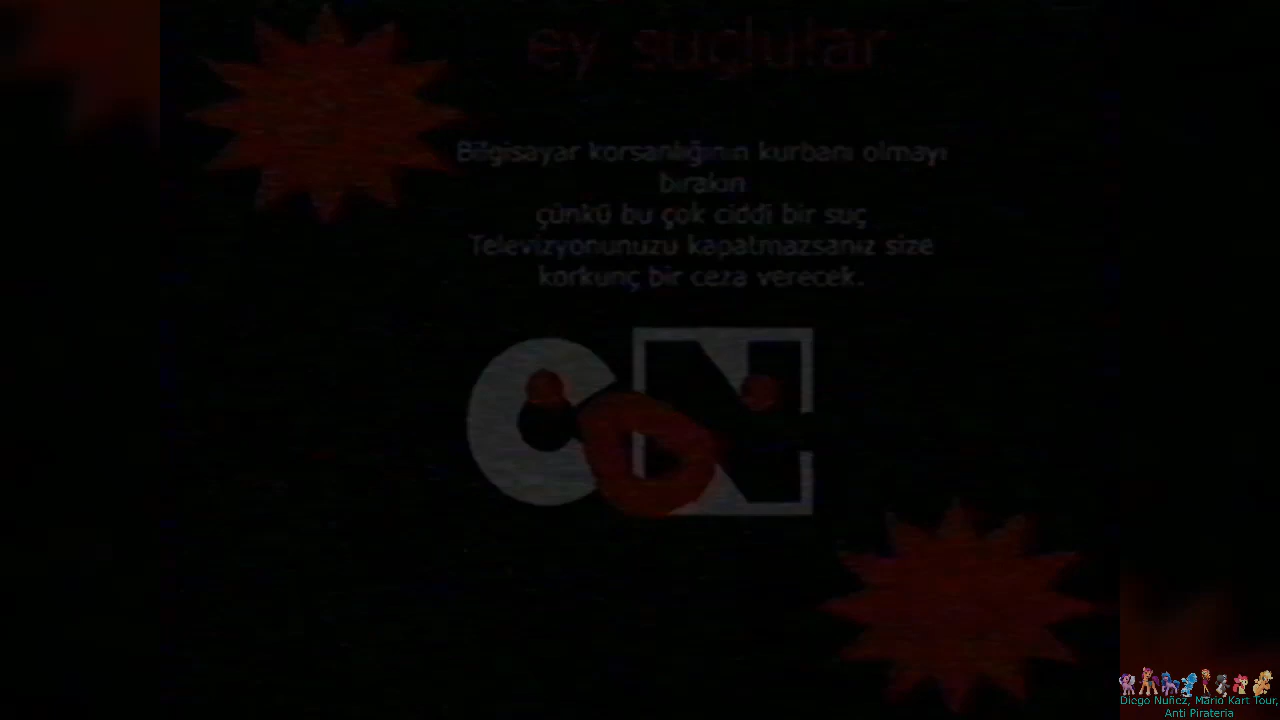 ey suçlular
Bilgisayar korsanlığının kurbanı olmayı
bırakın
çünkü bu çok ciddi bir suç
Televizyonunuzu kapatmazsanız size
korkunç bir ceza verecek.
CN
Diego Nuñez, Mario Kart Tour,
Anti Pirateria